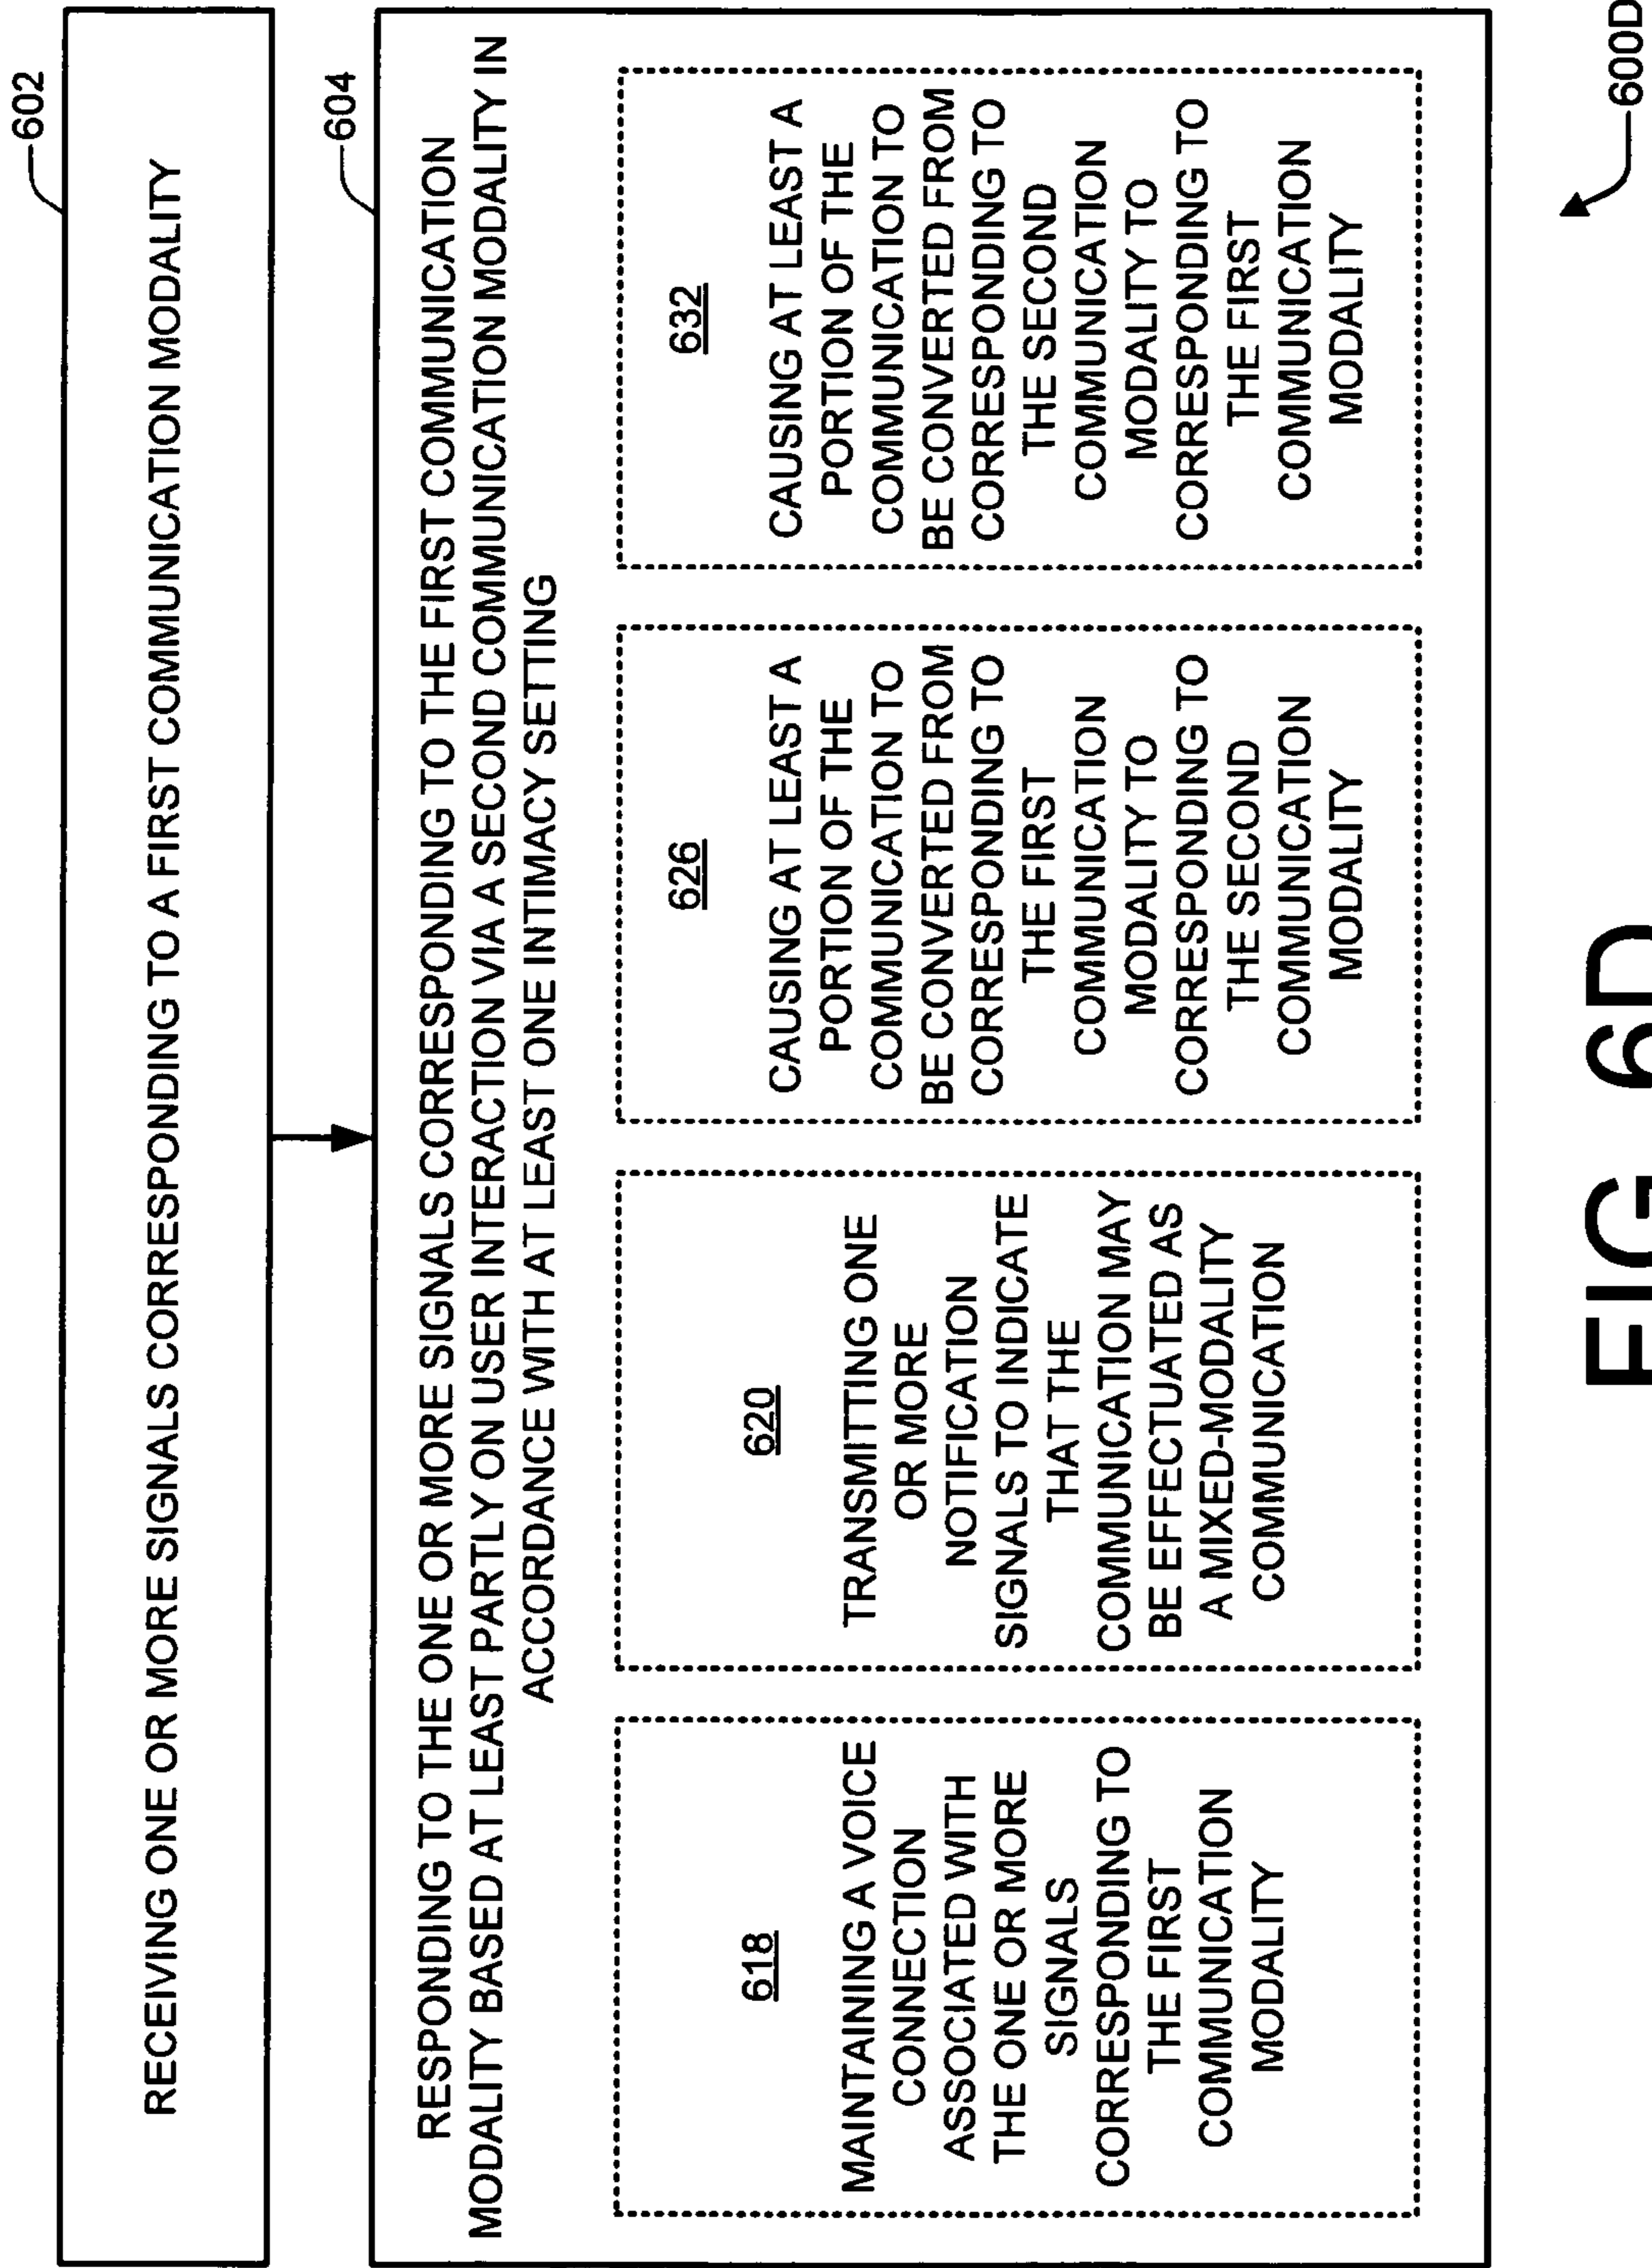 602
RECEIVING ONE OR MORE SIGNALS CORRESPONDING TO A FIRST COMMUNICATION MODALITY
604
RESPONDING TO THE ONE OR MORE SIGNALS CORRESPONDING TO THE FIRST COMMUNICATION
MODALITY BASED AT LEAST PARTLY ON USER INTERACTION VIA A SECOND COMMUNICATION MODALITY IN
ACCORDANCE WITH AT LEAST ONE INTIMACY SETTING
618
MAINTAINING A VOICE
CONNECTION
ASSOCIATED WITH
THE ONE OR MORE
SIGNALS
CORRESPONDING TO
THE FIRST
COMMUNICATION
MODALITY
620
TRANSMITTING ONE
OR MORE
NOTIFICATION
SIGNALS TO INDICATE
THAT THE
COMMUNICATION MAY
BE EFFECTUATED AS
A MIXED-MODALITY
COMMUNICATION
626
CAUSING AT LEAST A
PORTION OF THE
COMMUNICATION TO
BE CONVERTED FROM
CORRESPONDING TO
THE FIRST
COMMUNICATION
MODALITY TO
CORRESPONDING TO
THE SECOND
COMMUNICATION
MODALITY
632
CAUSING AT LEAST A
PORTION OF THE
COMMUNICATION TO
BE CONVERTED FROM
CORRESPONDING TO
THE SECOND
COMMUNICATION
MODALITY TO
CORRESPONDING TO
THE FIRST
COMMUNICATION
MODALITY
600D
FIG 6D